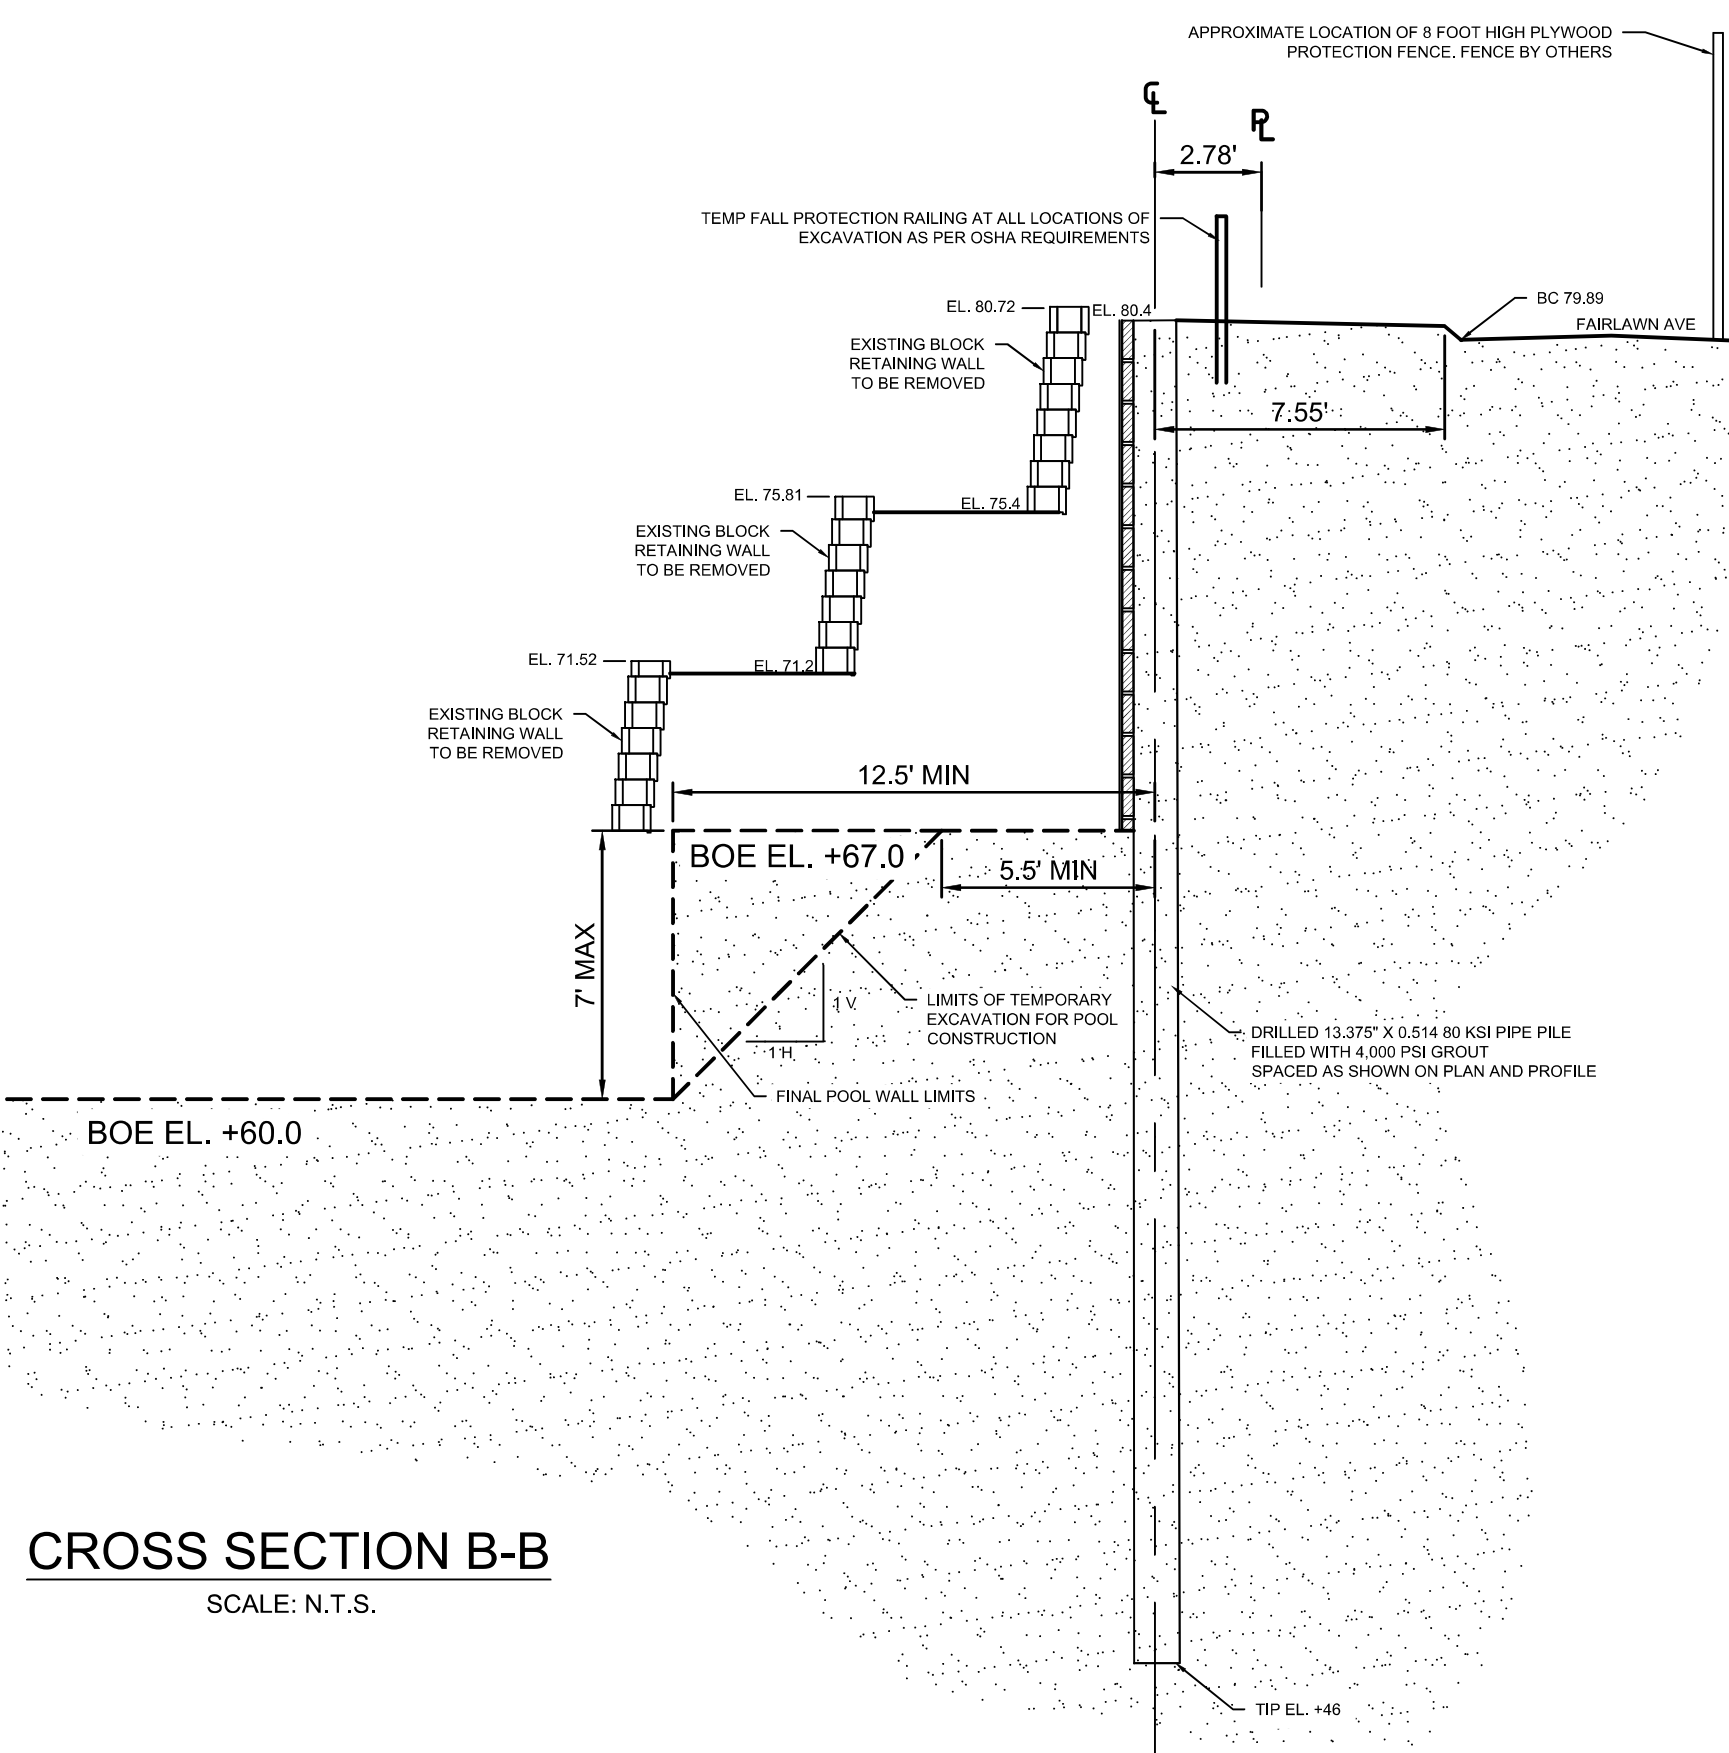 APPROXIMATE LOCATION OF 8 FOOT HIGH PLYWOOD
PROTECTION FENCE. FENCE BY OTHERS
CL
PL
2.78'
TEMP FALL PROTECTION RAILING AT ALL LOCATIONS OF
EXCAVATION AS PER OSHA REQUIREMENTS
EL. 80.72
EL. 80.4
BC 79.89
FAIRLAWN AVE
EXISTING BLOCK
RETAINING WALL
TO BE REMOVED
7.55'
EL. 75.81
EL. 75.4
EXISTING BLOCK
RETAINING WALL
TO BE REMOVED
EL. 71.52
EL. 71.2
EXISTING BLOCK
RETAINING WALL
TO BE REMOVED
12.5' MIN
BOE EL. +67.0
5.5' MIN
7' MAX
1 V
1 H
LIMITS OF TEMPORARY
EXCAVATION FOR POOL
CONSTRUCTION
DRILLED 13.375" X 0.514 80 KSI PIPE PILE
FILLED WITH 4,000 PSI GROUT
SPACED AS SHOWN ON PLAN AND PROFILE
FINAL POOL WALL LIMITS
BOE EL. +60.0
CROSS SECTION B-B
SCALE: N.T.S.
TIP EL. +46